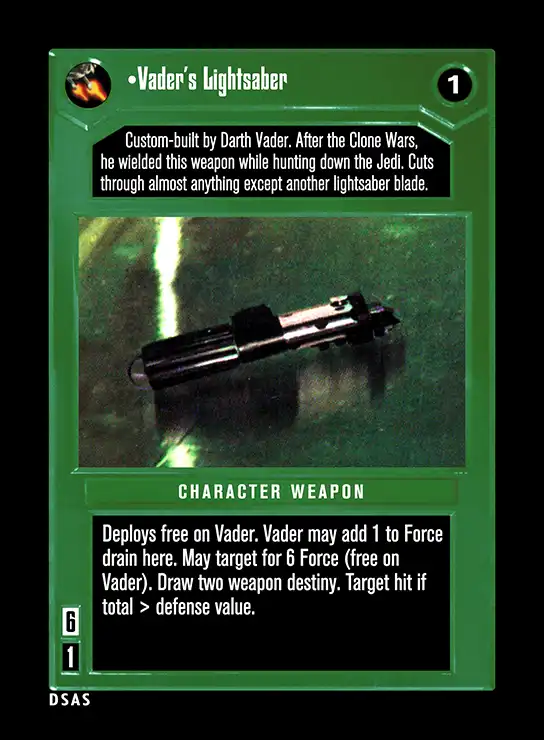 •Vader's Lightsaber
1
Custom-built by Darth Vader. After the Clone Wars,
he wielded this weapon while hunting down the Jedi. Cuts
through almost anything except another lightsaber blade.
CHARACTER WEAPON
Deploys free on Vader. Vader may add 1 to Force
drain here. May target for 6 Force (free on
Vader). Draw two weapon destiny. Target hit if
total > defense value.
6
1
DSAS